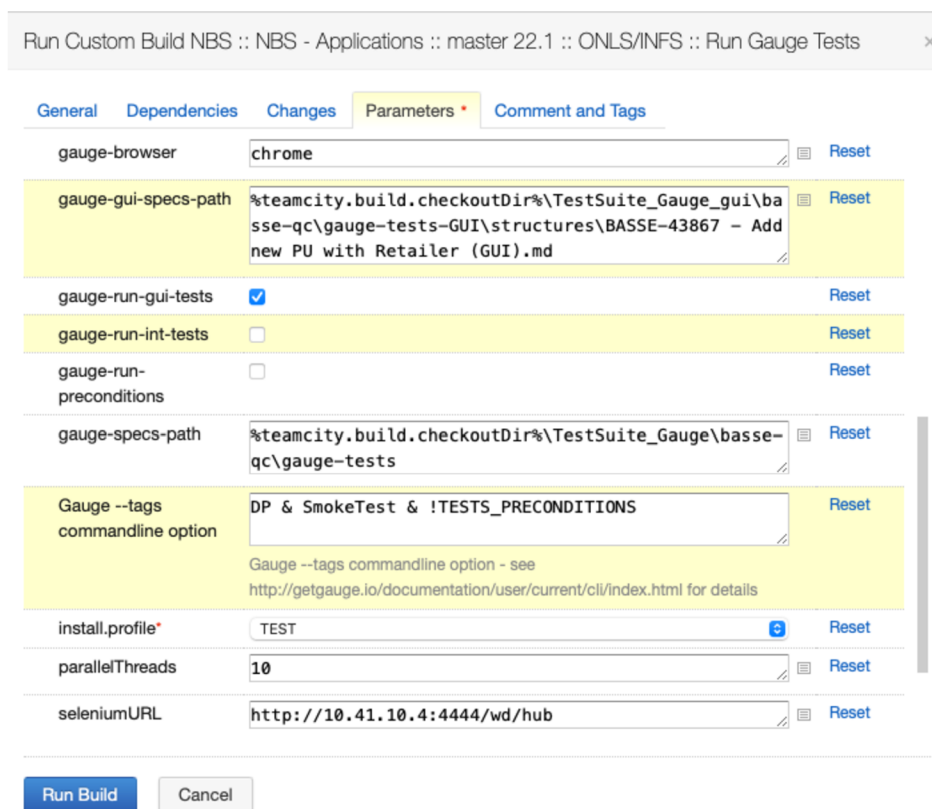 Run Custom Build NBS :: NBS - Applications :: master 22.1 :: ONLS/INFS :: Run Gauge Tests ×
General Dependencies Changes Parameters * Comment and Tags
gauge-browser chrome Reset
gauge-gui-specs-path %teamcity.build.checkoutDir%\TestSuite_Gauge_gui\ba Reset
sse-qc\gauge-tests-GUI\structures\BASSE-43867 - Add
new PU with Retailer (GUI).md
gauge-run-gui-tests Reset
gauge-run-int-tests Reset
gauge-run- Reset
preconditions
gauge-specs-path %teamcity.build.checkoutDir%\TestSuite_Gauge\basse- Reset
qc\gauge-tests
Gauge --tags DP & SmokeTest & !TESTS_PRECONDITIONS Reset
commandline option
Gauge --tags commandline option - see
http://getgauge.io/documentation/user/current/cli/index.html for details
install.profile* TEST Reset
parallelThreads 10 Reset
seleniumURL http://10.41.10.4:4444/wd/hub Reset
Run Build Cancel